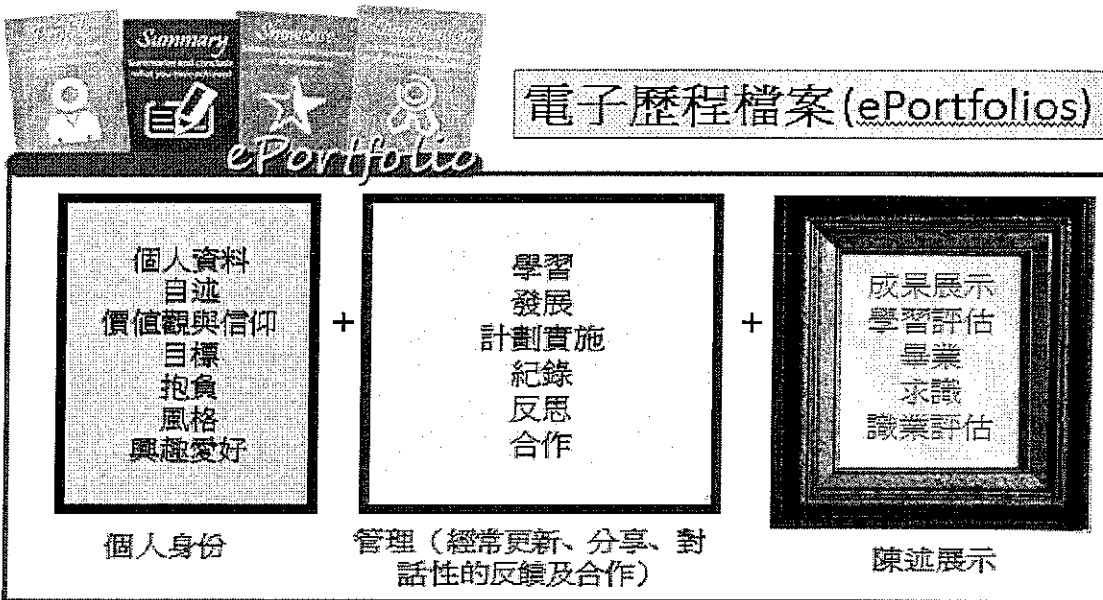 Summary
Summary
ePortfolio
電子歷程檔案(ePortfolios)
個人資料
自述
價值觀與信仰
目標
抱負
風格
興趣愛好
+
學習
發展
計劃實施
紀錄
反思
合作
+
成果展示
學習評估
畢業
求識
識業評估
個人身份
管理（經常更新、分享、對
話性的反饋及合作）
陳述展示